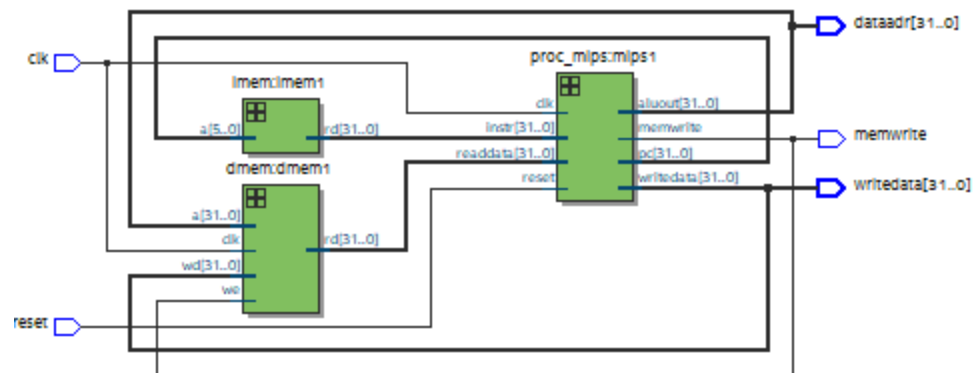 dataadr[31..0]
clk
proc_mips:mips1
imem:imem1
clk
aluout[31..0]
a[5..0]
rd[31..0]
instr[31..0]
memwrite
memwrite
readdata[31..0]
pc[31..0]
dmem:dmem1
reset
writedata[31..0]
writedata[31..0]
a[31..0]
clk
rd[31..0]
wd[31..0]
we
reset